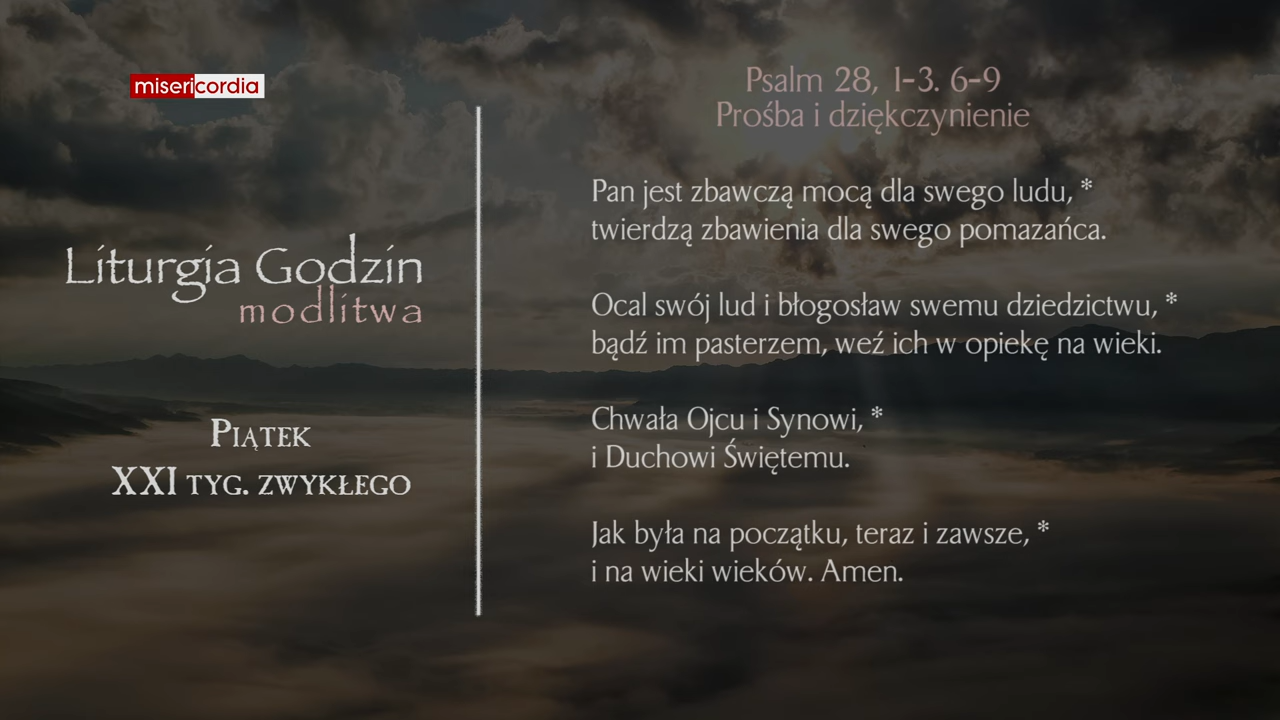 misericordia
Liturgia Godzin
modlitwa
Piątek
XXI tyg. zwykłego
Psalm 28, 1-3. 6-9
Prośba i dziękczynienie
Pan jest zbawczą mocą dla swego ludu, *
twierdzą zbawienia dla swego pomazańca.
Ocal swój lud i błogosław swemu dziedzictwu, *
bądź im pasterzem, weź ich w opiekę na wieki.
Chwała Ojcu i Synowi, *
i Duchowi Świętemu.
Jak była na początku, teraz i zawsze, *
i na wieki wieków. Amen.